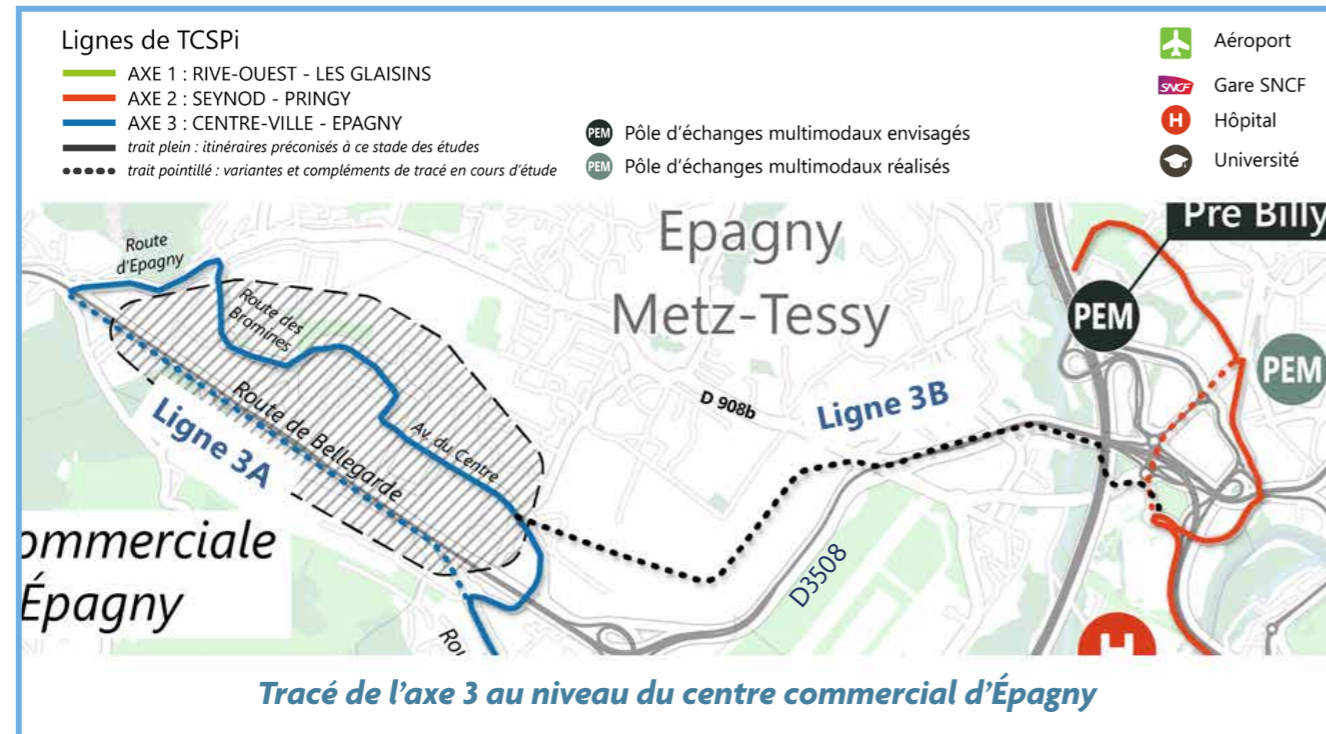 Lignes de TCSPi
AXE 1 : RIVE-OUEST - LES GLAISINS
AXE 2 : SEYNOD - PRINGY
AXE 3 : CENTRE-VILLE - EPAGNY
trait plein : itinéraires préconisés à ce stade des études
trait pointillé : variantes et compléments de tracé en cours d'étude
PEM Pôle d'échanges multimodaux envisagés
PEM Pôle d'échanges multimodaux réalisés
Aéroport
SNCF Gare SNCF
H Hôpital
Université
Route
d'Epagny
Route des
Bromines
Epagny
Metz-Tessy
Pré Billy
PEM
PEM
D 908b
Ligne 3B
Route de Bellegarde
Av. du Centre
Ligne 3A
D3508
ommerciale
Épagny
Rou
H
Tracé de l'axe 3 au niveau du centre commercial d'Épagny